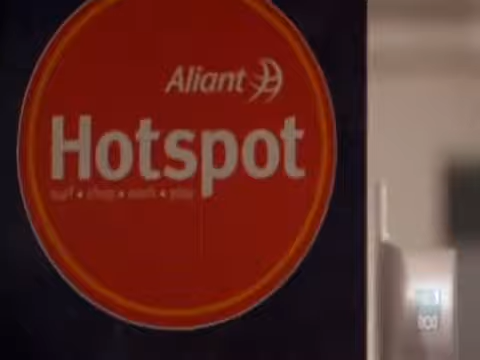 Aliant
Hotspot
surf • shop • work • play